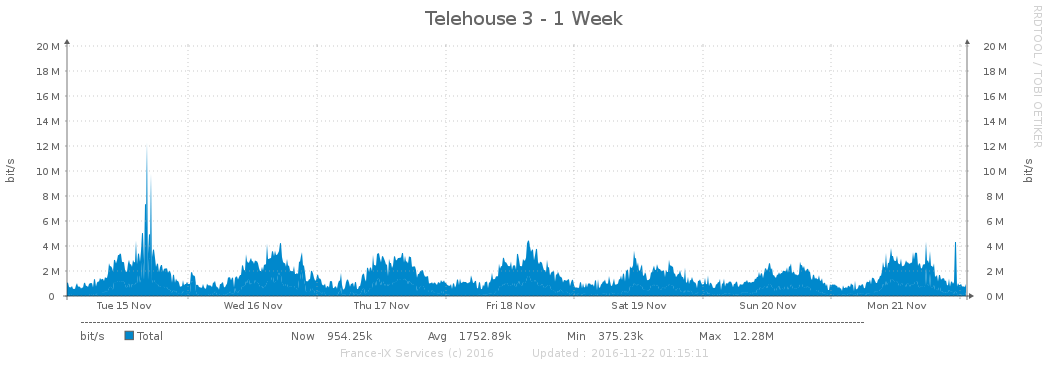 Telehouse 3 - 1 Week
RRDTOOL / TOBI OETIKER
20 M 20 M
18 M 18 M
16 M 16 M
14 M 14 M
12 M 12 M
10 M 10 M
8 M 8 M
6 M 6 M
4 M 4 M
2 M 2 M
0 0 M
bit/s bit/s
Tue 15 Nov Wed 16 Nov Thu 17 Nov Fri 18 Nov Sat 19 Nov Sun 20 Nov Mon 21 Nov
bit/s Total Now 954.25k Avg 1752.89k Min 375.23k Max 12.28M
France-IX Services (c) 2016 Updated : 2016-11-22 01:15:11